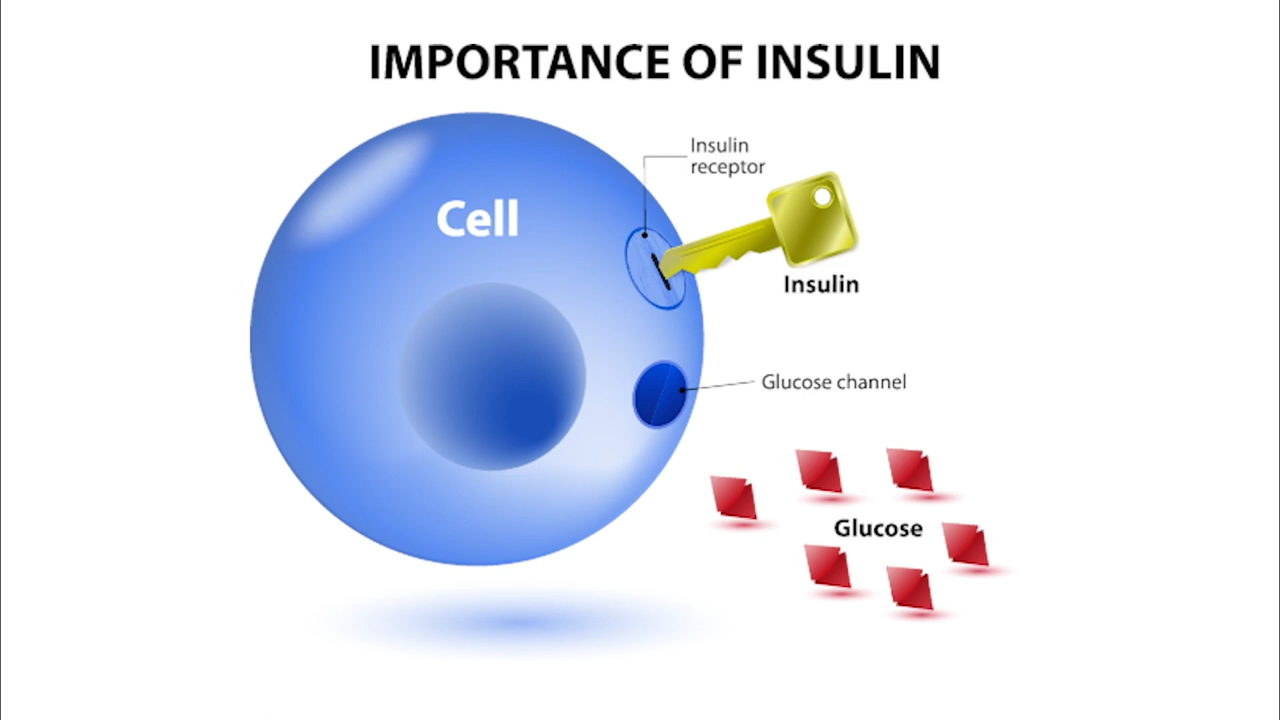 IMPORTANCE OF INSULIN
Insulin
receptor
Cell
Insulin
Glucose channel
Glucose